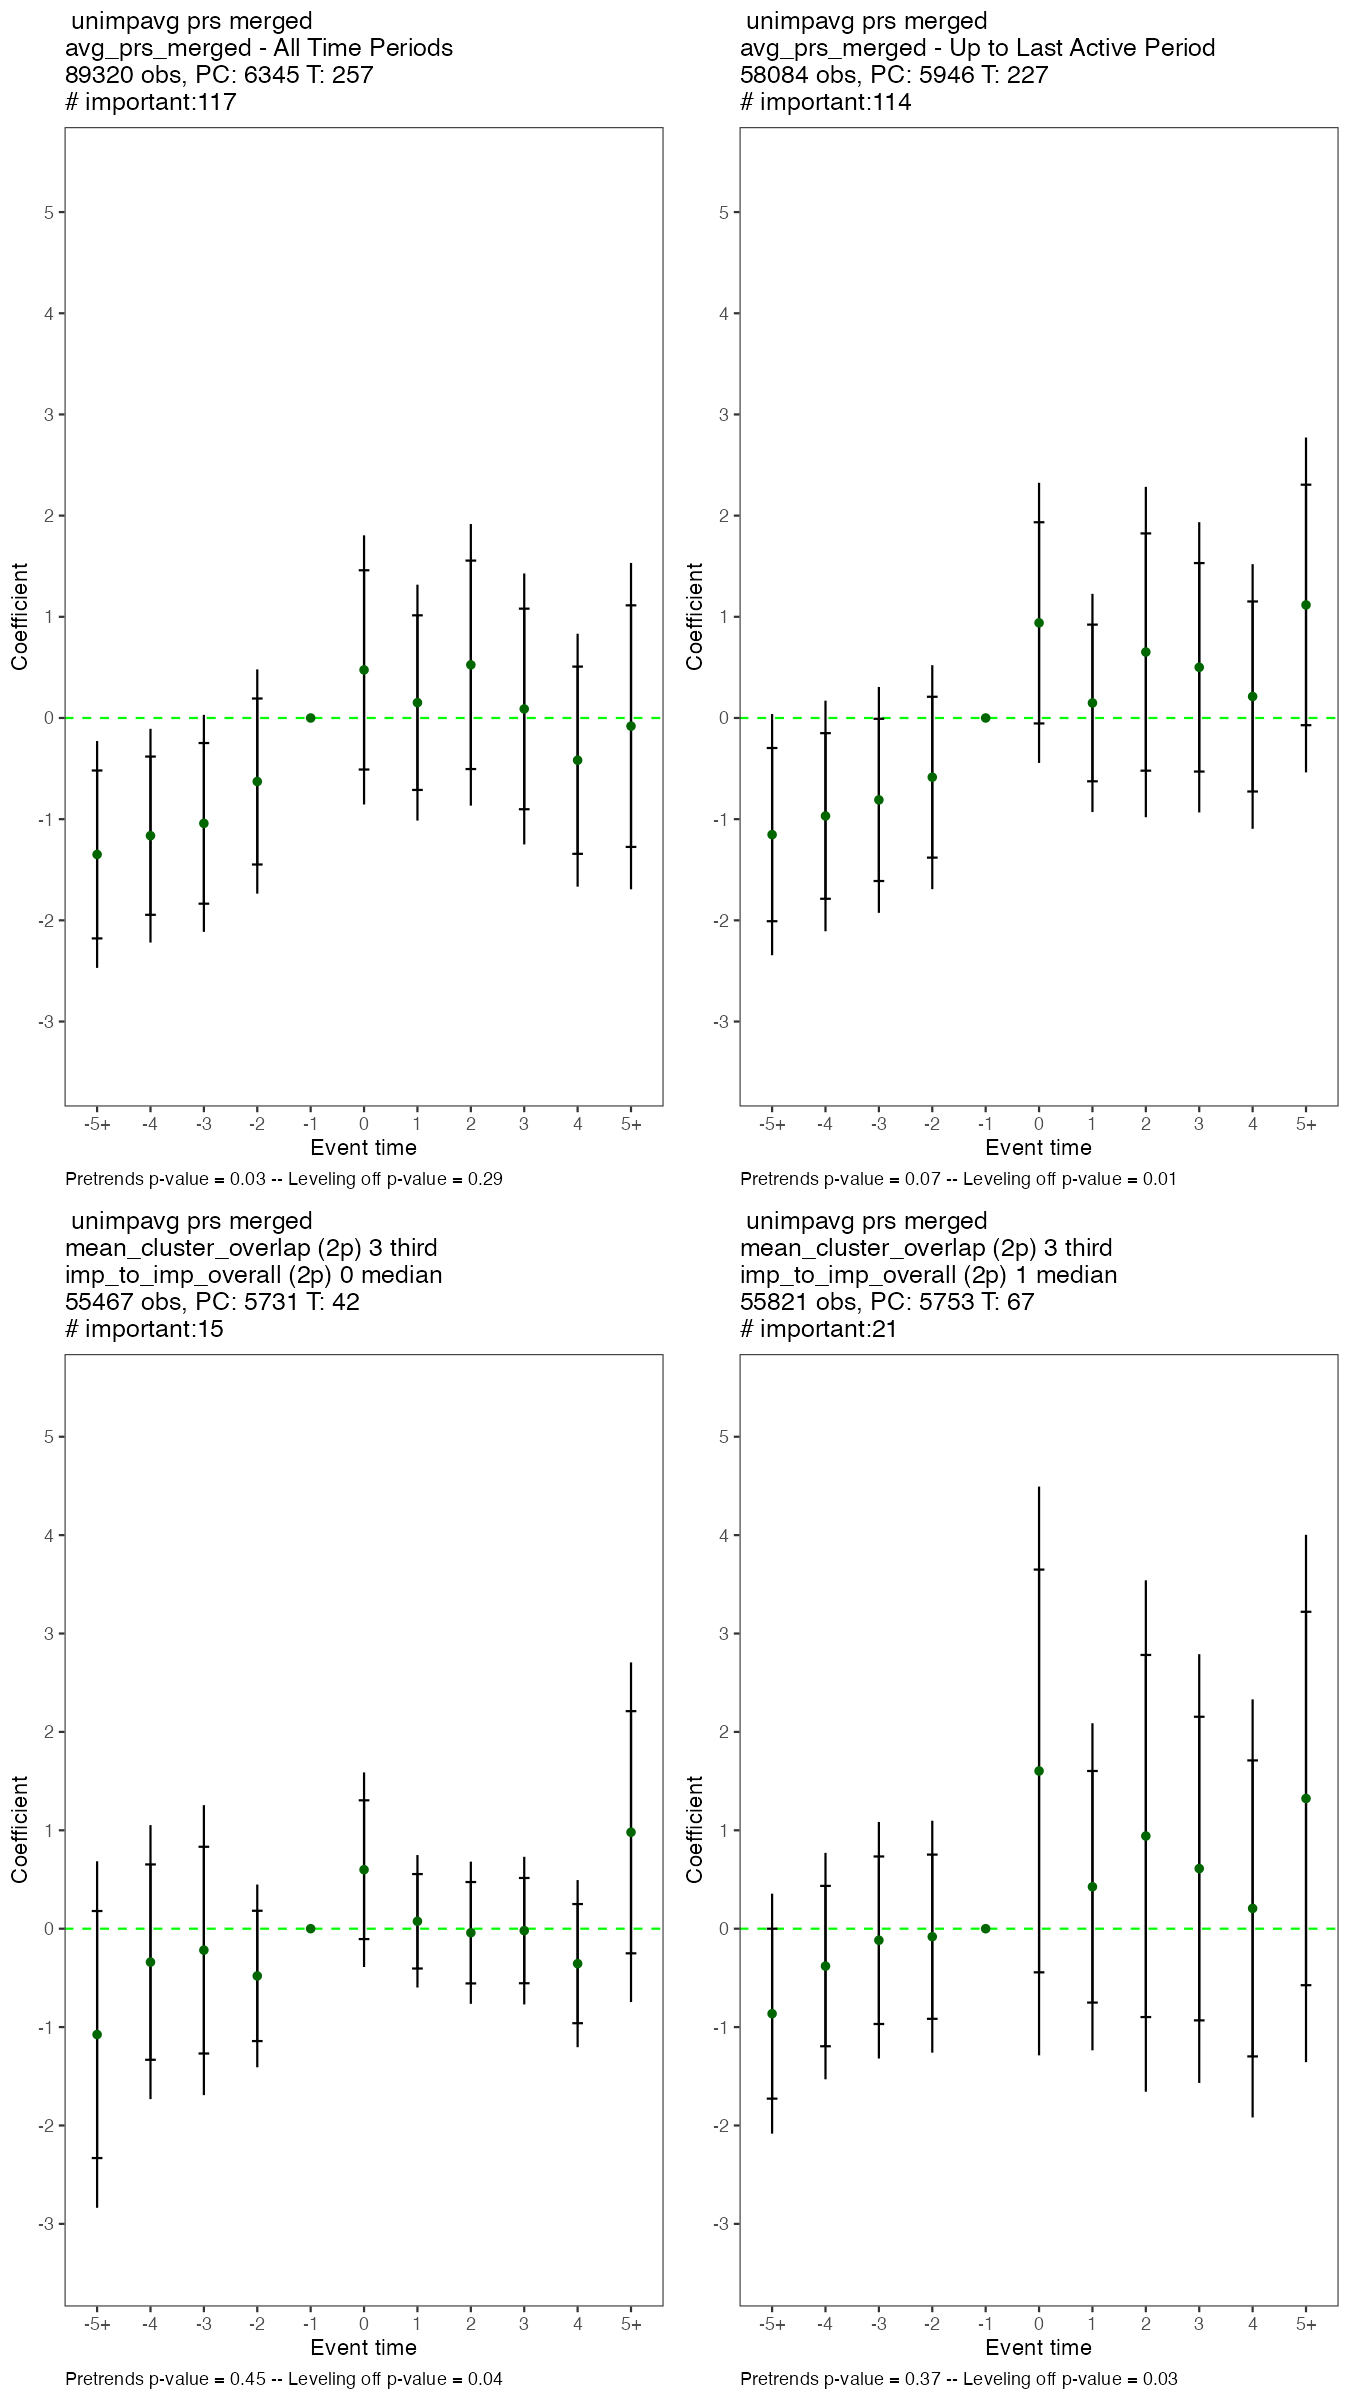 unimpavg prs merged
avg_prs_merged - All Time Periods
89320 obs, PC: 6345 T: 257
# important:117
5
4
3
2
1
0
-1
-2
-3
Coefficient
-5+ -4 -3 -2 -1 0 1 2 3 4 5+
Event time
Pretrends p-value = 0.03 -- Leveling off p-value = 0.29
unimpavg prs merged
avg_prs_merged - Up to Last Active Period
58084 obs, PC: 5946 T: 227
# important:114
5
4
3
2
1
0
-1
-2
-3
Coefficient
-5+ -4 -3 -2 -1 0 1 2 3 4 5+
Event time
Pretrends p-value = 0.07 -- Leveling off p-value = 0.01
unimpavg prs merged
mean_cluster_overlap (2p) 3 third
imp_to_imp_overall (2p) 0 median
55467 obs, PC: 5731 T: 42
# important:15
5
4
3
2
1
0
-1
-2
-3
Coefficient
-5+ -4 -3 -2 -1 0 1 2 3 4 5+
Event time
Pretrends p-value = 0.45 -- Leveling off p-value = 0.04
unimpavg prs merged
mean_cluster_overlap (2p) 3 third
imp_to_imp_overall (2p) 1 median
55821 obs, PC: 5753 T: 67
# important:21
5
4
3
2
1
0
-1
-2
-3
Coefficient
-5+ -4 -3 -2 -1 0 1 2 3 4 5+
Event time
Pretrends p-value = 0.37 -- Leveling off p-value = 0.03